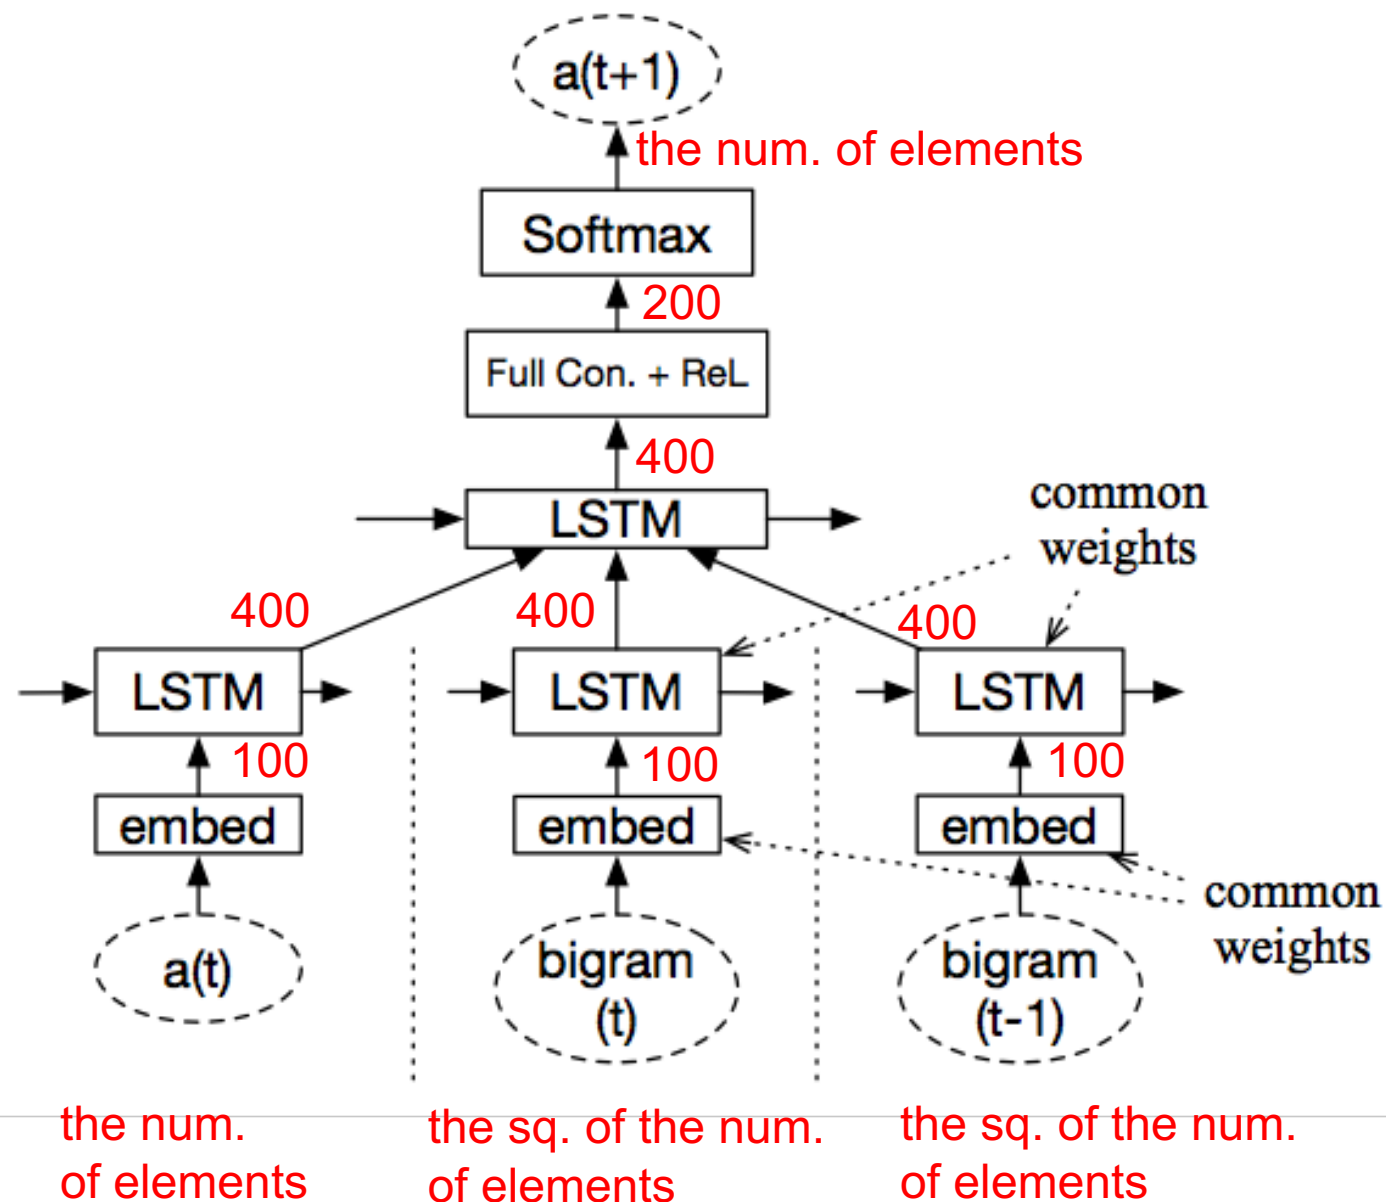 a(t+1)
the num. of elements
Softmax
200
Full Con. + ReL
400
LSTM
common
weights
400
400
400
LSTM
LSTM
LSTM
100
100
100
embed
embed
embed
common
weights
a(t)
bigram
(t)
bigram
(t-1)
the num.
of elements
the sq. of the num.
of elements
the sq. of the num.
of elements